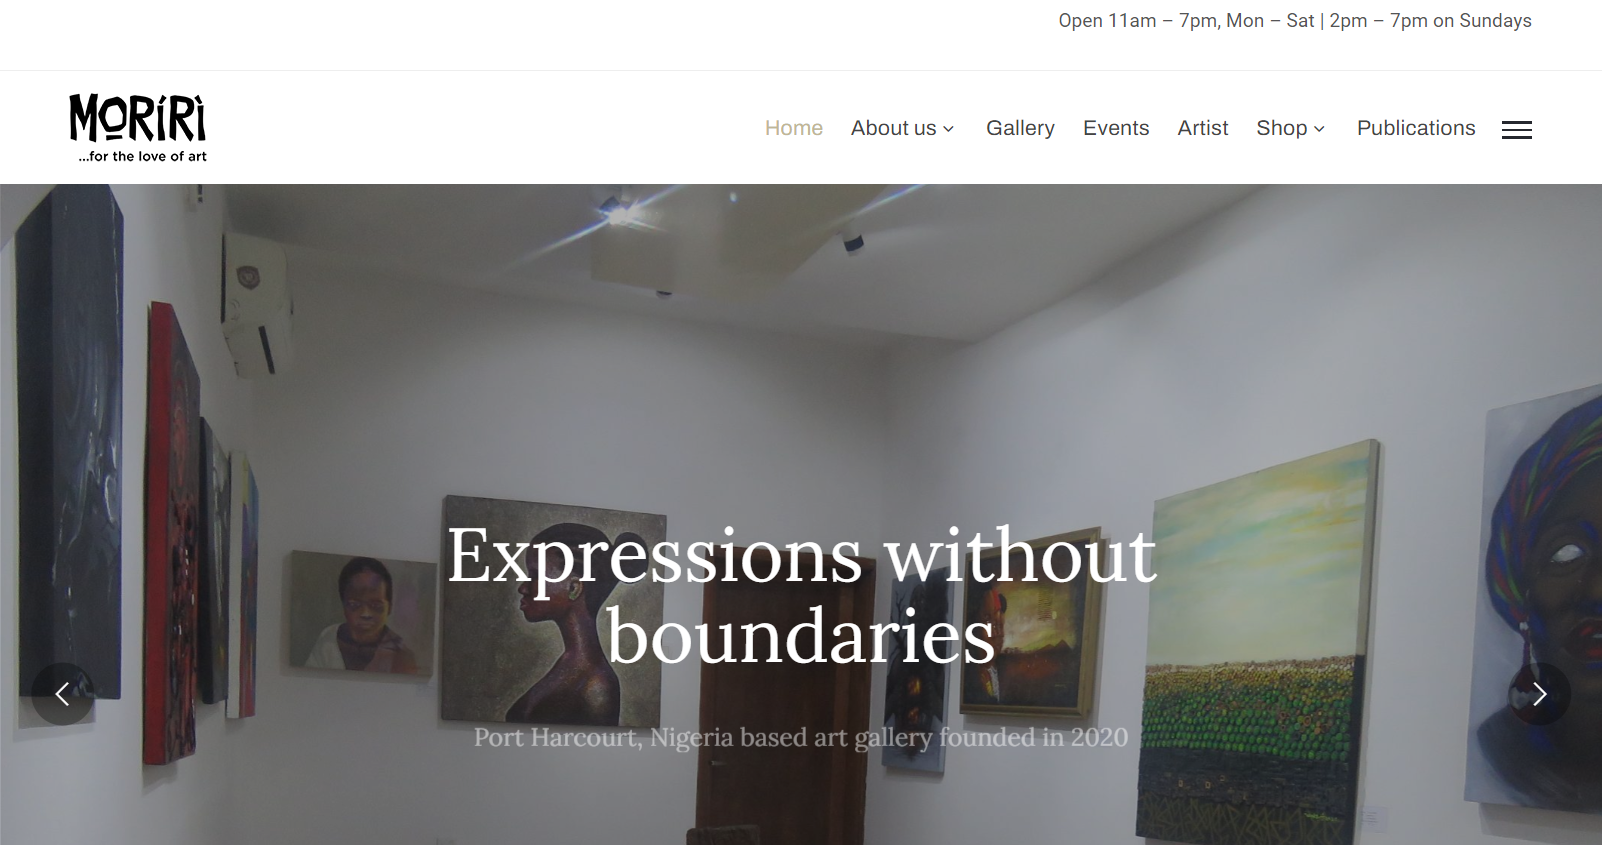 Open 11am – 7pm, Mon – Sat | 2pm – 7pm on Sundays
MORÍRÌ
...for the love of art
Home About us Gallery Events Artist Shop Publications
Expressions without
boundaries
Port Harcourt, Nigeria based art gallery founded in 2020